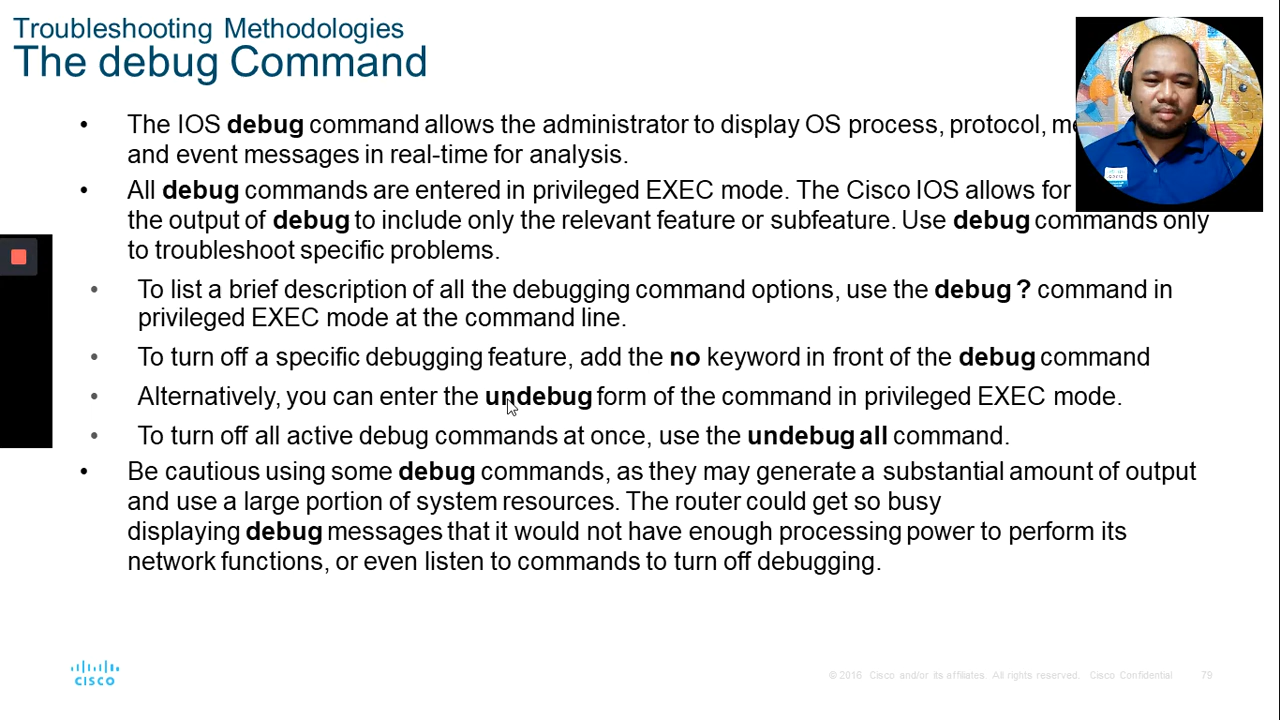 Troubleshooting Methodologies
The debug Command
• The IOS debug command allows the administrator to display OS process, protocol,
and event messages in real-time for analysis.
• All debug commands are entered in privileged EXEC mode. The Cisco IOS allows for
the output of debug to include only the relevant feature or subfeature. Use debug commands only
to troubleshoot specific problems.
• To list a brief description of all the debugging command options, use the debug ? command in
privileged EXEC mode at the command line.
• To turn off a specific debugging feature, add the no keyword in front of the debug command
• Alternatively, you can enter the undebug form of the command in privileged EXEC mode.
• To turn off all active debug commands at once, use the undebug all command.
• Be cautious using some debug commands, as they may generate a substantial amount of output
and use a large portion of system resources. The router could get so busy
displaying debug messages that it would not have enough processing power to perform its
network functions, or even listen to commands to turn off debugging.
CISCO
© 2016 Cisco and/or its affiliates. All rights reserved. Cisco Confidential 79